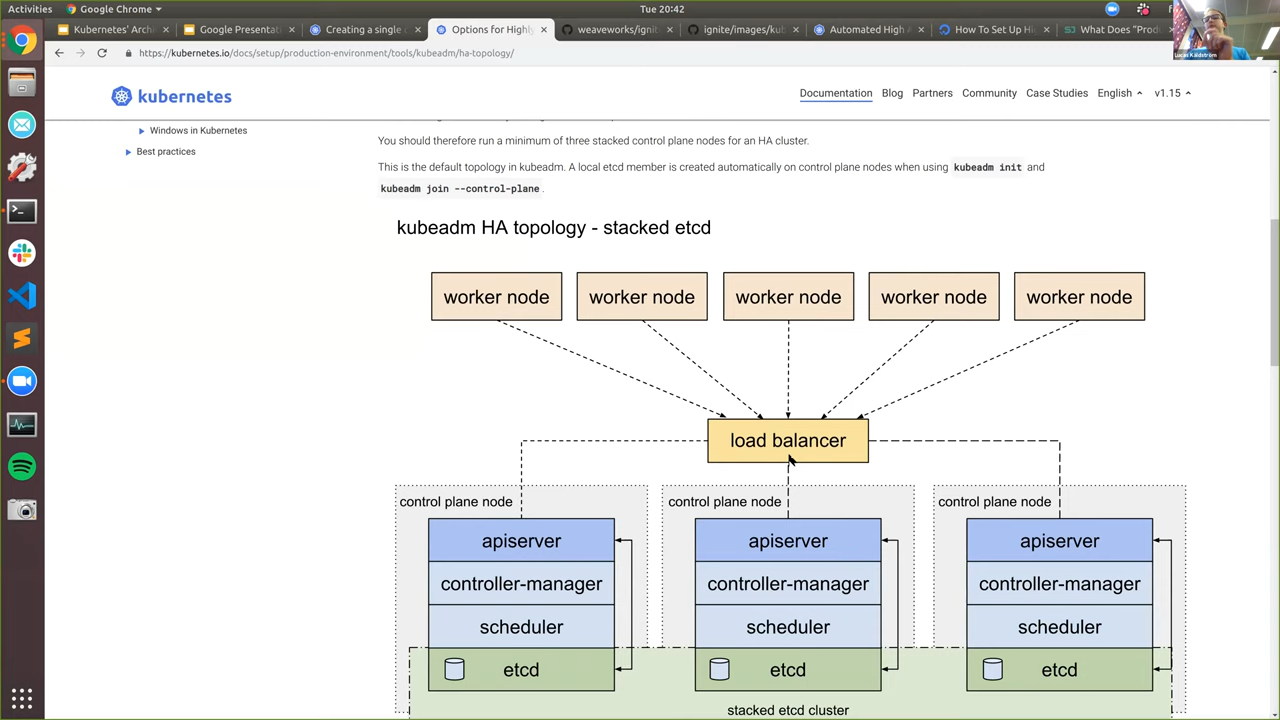 Activities
Google Chrome
Tue 20:42
Kubernetes' Archi
Google Presentat
Creating a single c
Options for Highly
weaveworks/ignit
ignite/images/kub
Automated High A
How To Set Up Hi
What Does "Prod
https://kubernetes.io/docs/setup/production-environment/tools/kubeadm/ha-topology/
Lucas Käldström
kubernetes
Documentation
Blog
Partners
Community
Case Studies
English
v1.15
Windows in Kubernetes
Best practices
You should therefore run a minimum of three stacked control plane nodes for an HA cluster.
This is the default topology in kubeadm. A local etcd member is created automatically on control plane nodes when using kubeadm init and
kubeadm join --control-plane.
kubeadm HA topology - stacked etcd
worker node
worker node
worker node
worker node
worker node
load balancer
control plane node
control plane node
control plane node
apiserver
apiserver
apiserver
controller-manager
controller-manager
controller-manager
scheduler
scheduler
scheduler
etcd
etcd
etcd
stacked etcd cluster